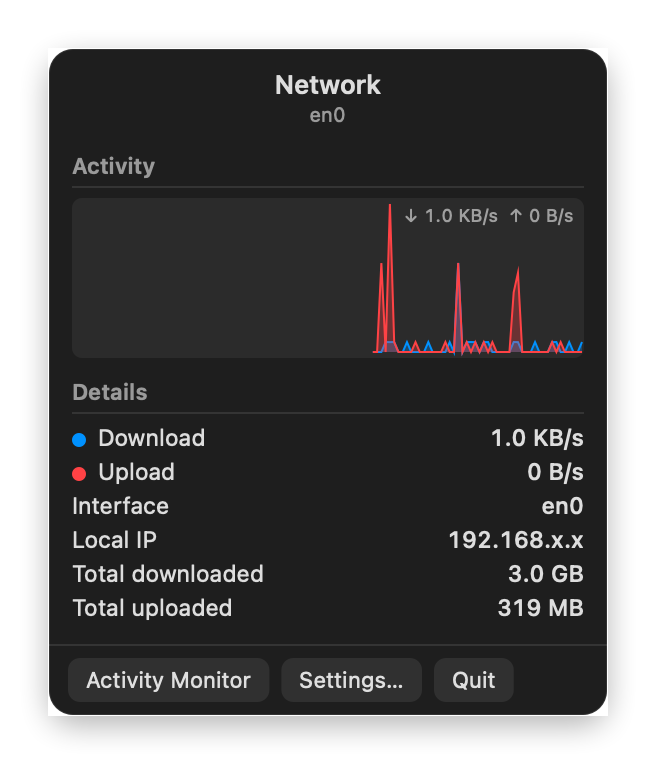 Network
en0
Activity
↓ 1.0 KB/s ↑ 0 B/s
Details
Download 1.0 KB/s
Upload 0 B/s
Interface en0
Local IP 192.168.x.x
Total downloaded 3.0 GB
Total uploaded 319 MB
Activity Monitor Settings... Quit